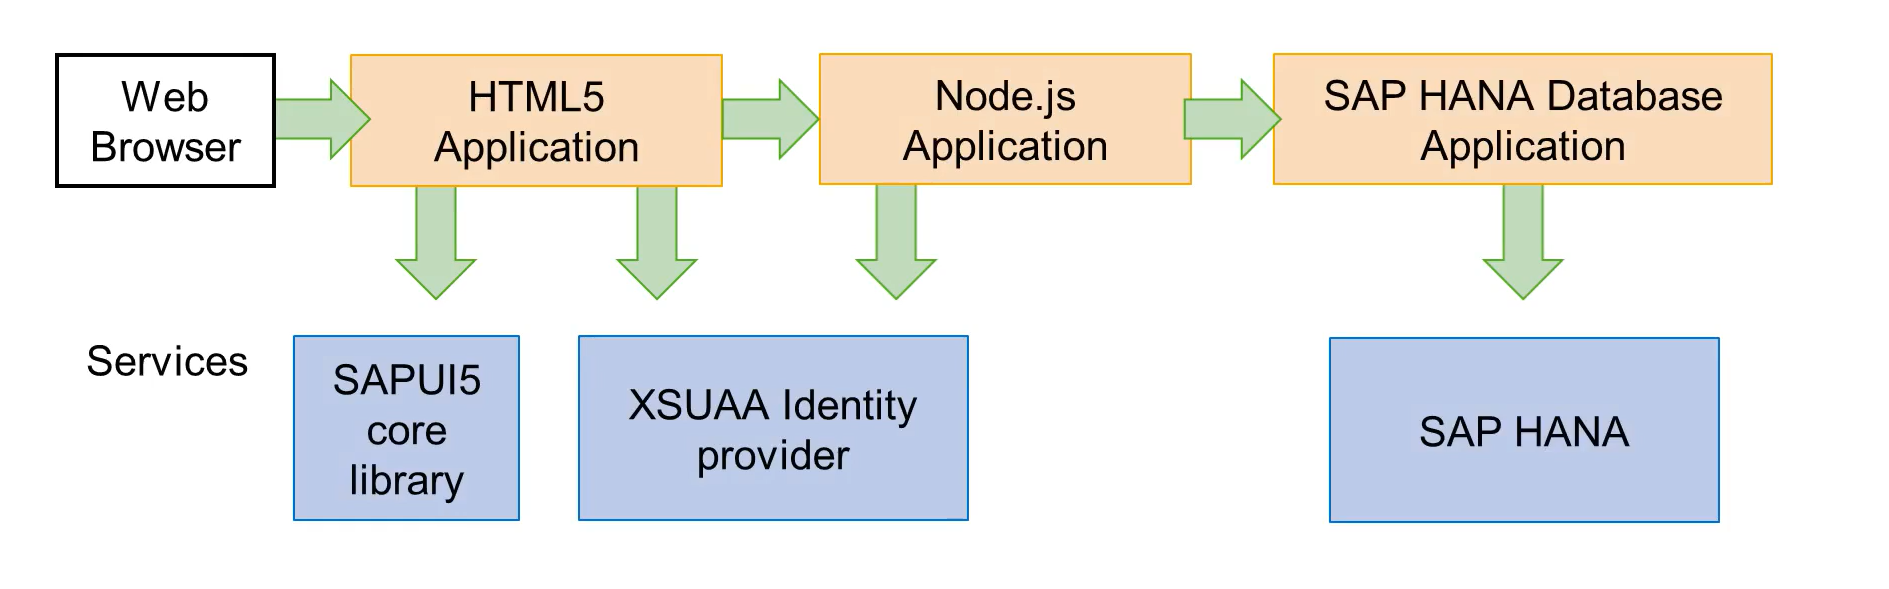 Web
Browser
HTML5
Application
Node.js
Application
SAP HANA Database
Application
Services
SAPUI5
core
library
XSUAA Identity
provider
SAP HANA